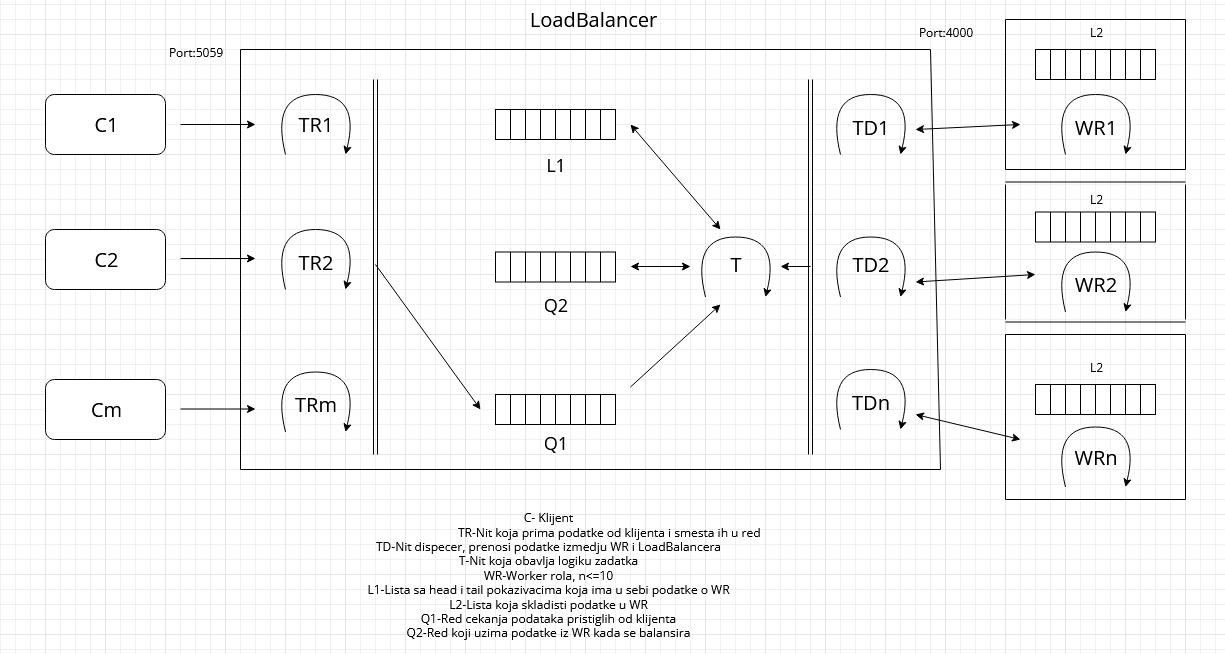 LoadBalancer
Port:5059
Port:4000
C1
TR1
L1
TD1
L2
WR1
C2
TR2
Q2
T
TD2
L2
WR2
Cm
TRm
Q1
TDn
L2
WRn
C- Klijent
TR-Nit koja prima podatke od klijenta i smesta ih u red
TD-Nit dispecer, prenosi podatke izmedju WR i LoadBalancera
T-Nit koja obavlja logiku zadatka
WR-Worker rola, n<=10
L1-Lista sa head i tail pokazivacima koja ima u sebi podatke o WR
L2-Lista koja skladisti podatke u WR
Q1-Red cekanja podataka pristiglih od klijenta
Q2-Red koji uzima podatke iz WR kada se balansira